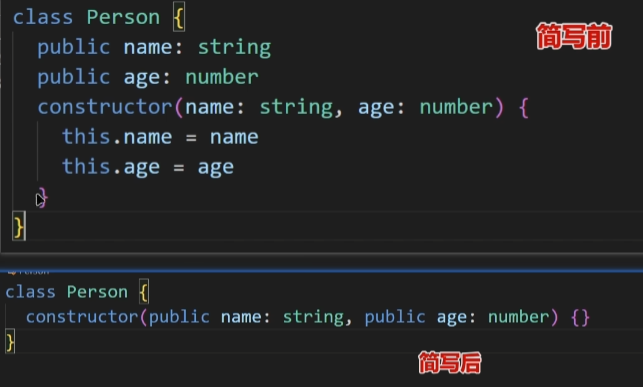 class Person {
简写前
public name: string
public age: number
constructor(name: string, age: number) {
this.name = name
this.age = age
}
}
class Person {
constructor(public name: string, public age: number) {}
}
简写后